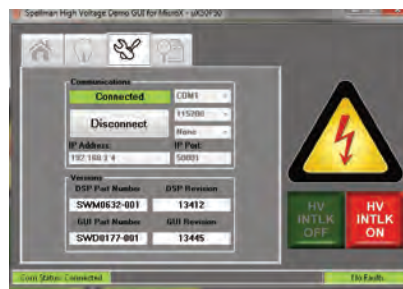 Spellman High Voltage Demo GUI for MicroX - uX50P50
Communications
Connected
COM1
Disconnect
115200
None
IP Address:
IP Port:
192.168.1.4
50001
Versions
DSP Part Number
DSP Revision
SWM0632-001
13412
GUI Part Number
GUI Revision
SWD0177-001
13445
HV
INTLK
OFF
HV
INTLK
ON
Com Status: Connected
No Faults